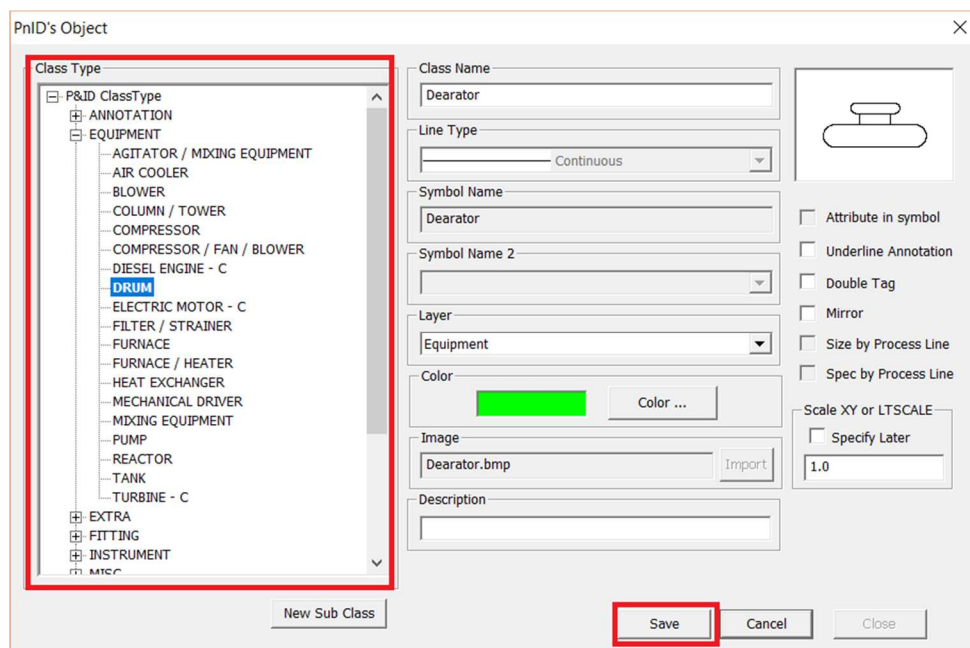 PnID's Object
Class Type
P&ID ClassType
ANNOTATION
EQUIPMENT
AGITATOR / MIXING EQUIPMENT
AIR COOLER
BLOWER
COLUMN / TOWER
COMPRESSOR
COMPRESSOR / FAN / BLOWER
DIESEL ENGINE - C
DRUM
ELECTRIC MOTOR - C
FILTER / STRAINER
FURNACE
FURNACE / HEATER
HEAT EXCHANGER
MECHANICAL DRIVER
MIXING EQUIPMENT
PUMP
REACTOR
TANK
TURBINE - C
EXTRA
FITTING
INSTRUMENT
MISC
New Sub Class
Class Name
Dearator
Line Type
Continuous
Symbol Name
Dearator
Symbol Name 2
Layer
Equipment
Color
Color ...
Image
Dearator.bmp
Import
Description
Attribute in symbol
Underline Annotation
Double Tag
Mirror
Size by Process Line
Spec by Process Line
Scale XY or LTSCALE
Specify Later
1.0
Save
Cancel
Close